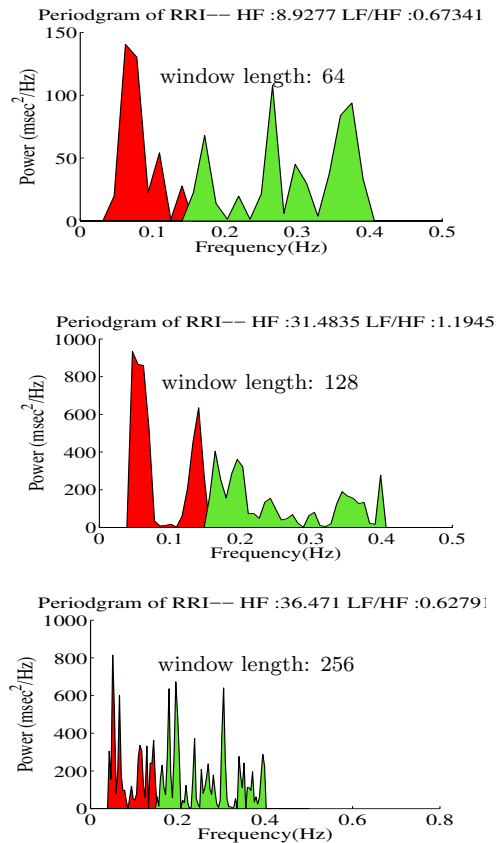 Periodgram of RRI−− HF :8.9277 LF/HF :0.67341
150
100
50
0
Power (msec²/Hz)
window length: 64
0 0.1 0.2 0.3 0.4 0.5
Frequency(Hz)
Periodgram of RRI−− HF :31.4835 LF/HF :1.1945
1000
800
600
400
200
0
Power (msec²/Hz)
window length: 128
0 0.1 0.2 0.3 0.4 0.5
Frequency(Hz)
Periodgram of RRI−− HF :36.471 LF/HF :0.62791
1000
800
600
400
200
0
Power (msec²/Hz)
window length: 256
0 0.2 0.4 0.6 0.8
Frequency(Hz)